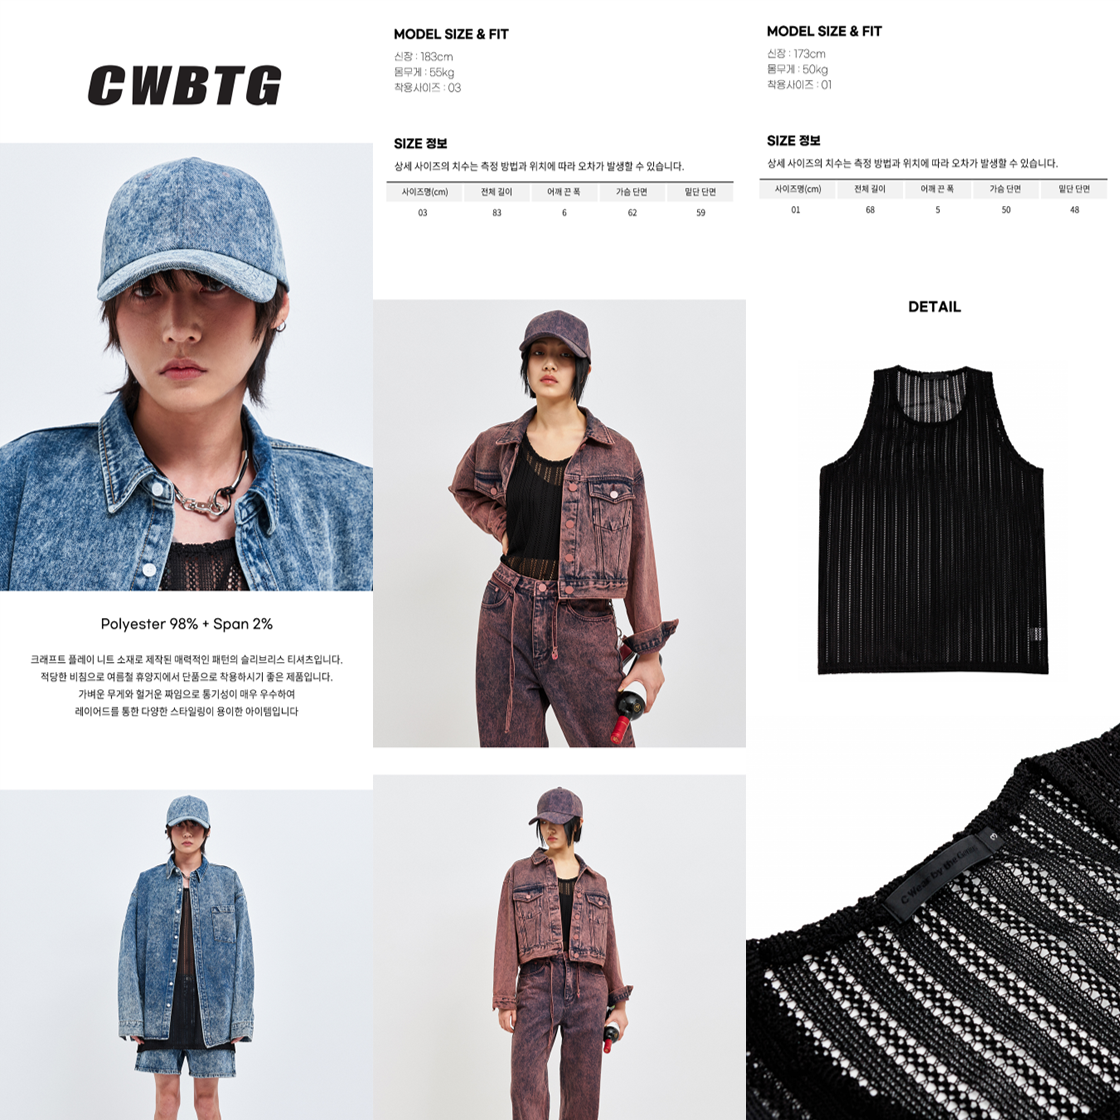 CWBTG
Polyester 98% + Span 2%
크래프트 플레이 니트 소재로 제작된 매력적인 패턴의 슬리브리스 티셔츠입니다.
적당한 비침으로 여름철 휴양지에서 단품으로 착용하시기 좋은 제품입니다.
가벼운 무게와 헐거운 짜임으로 통기성이 매우 우수하여
레이어드를 통한 다양한 스타일링이 용이한 아이템입니다
MODEL SIZE & FIT
신장 : 183cm
몸무게 : 55kg
착용사이즈 : 03
SIZE 정보
상세 사이즈의 치수는 측정 방법과 위치에 따라 오차가 발생할 수 있습니다.
사이즈명(cm) 전체 길이 어깨 끈 폭 가슴 단면 밑단 단면
03 83 6 62 59
MODEL SIZE & FIT
신장 : 173cm
몸무게 : 50kg
착용사이즈 : 01
SIZE 정보
상세 사이즈의 치수는 측정 방법과 위치에 따라 오차가 발생할 수 있습니다.
사이즈명(cm) 전체 길이 어깨 끈 폭 가슴 단면 밑단 단면
01 68 5 50 48
DETAIL
C Wear by the Gene